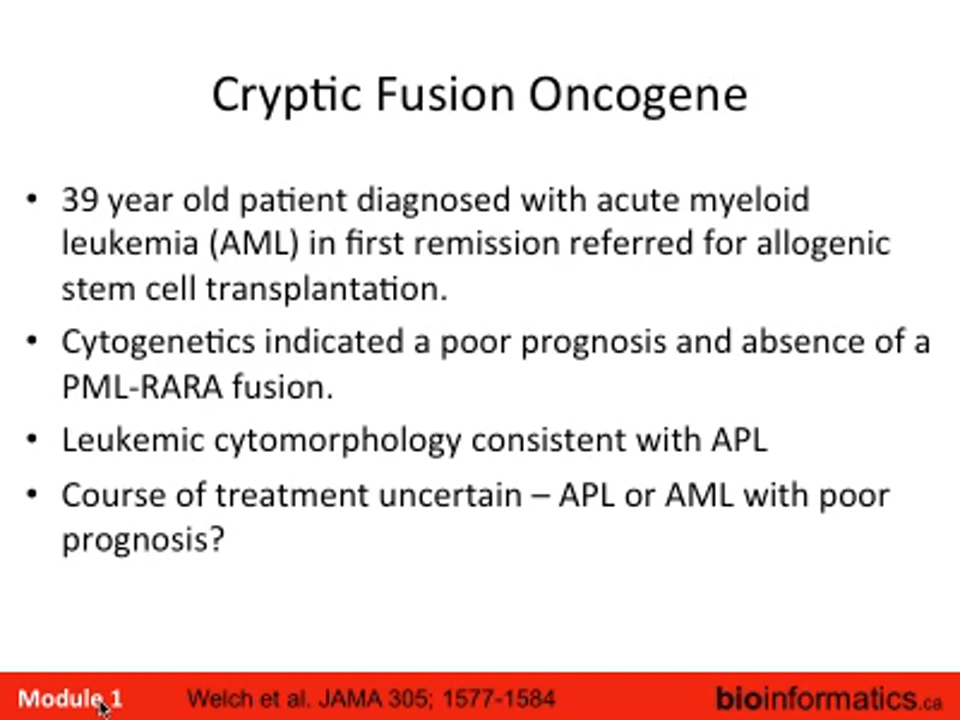 Cryptic Fusion Oncogene
• 39 year old patient diagnosed with acute myeloid
leukemia (AML) in first remission referred for allogenic
stem cell transplantation.
• Cytogenetics indicated a poor prognosis and absence of a
PML-RARA fusion.
• Leukemic cytomorphology consistent with APL
• Course of treatment uncertain – APL or AML with poor
prognosis?
Module 1 Welch et al. JAMA 305; 1577-1584 bioinformatics.ca